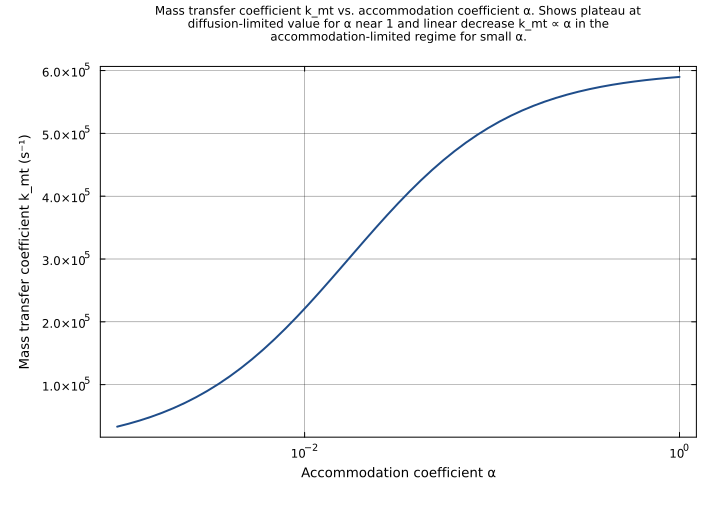 Mass transfer coefficient k_mt vs. accommodation coefficient α. Shows plateau at
diffusion-limited value for α near 1 and linear decrease k_mt ∝ α in the
accommodation-limited regime for small α.
Mass transfer coefficient k_mt (s⁻¹)
6.0×10⁵
5.0×10⁵
4.0×10⁵
3.0×10⁵
2.0×10⁵
1.0×10⁵
10⁻²
10⁰
Accommodation coefficient α